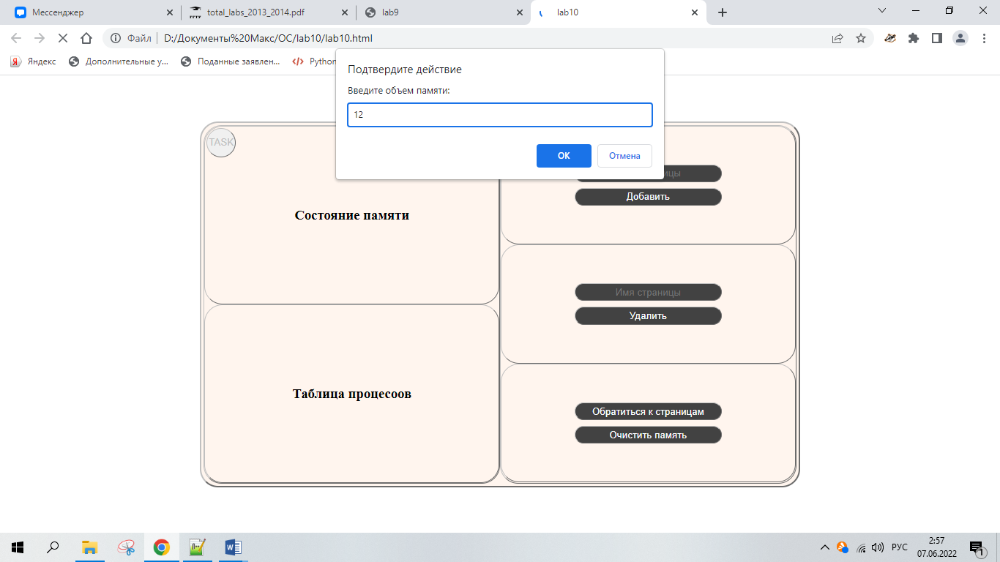 Мессенджер
total_labs_2013_2014.pdf
lab9
lab10
Файл
D:/Документы%20Макс/ОС/lab10/lab10.html
Яндекс
Дополнительные у...
Поданные заявлен...
Python
Подтвердите действие
Введите объем памяти:
12
ОК
Отмена
TASK
Состояние памяти
Добавить
Имя страницы
Удалить
Таблица процесоов
Обратиться к страницам
Очистить память
РУС
2:57
07.06.2022
1